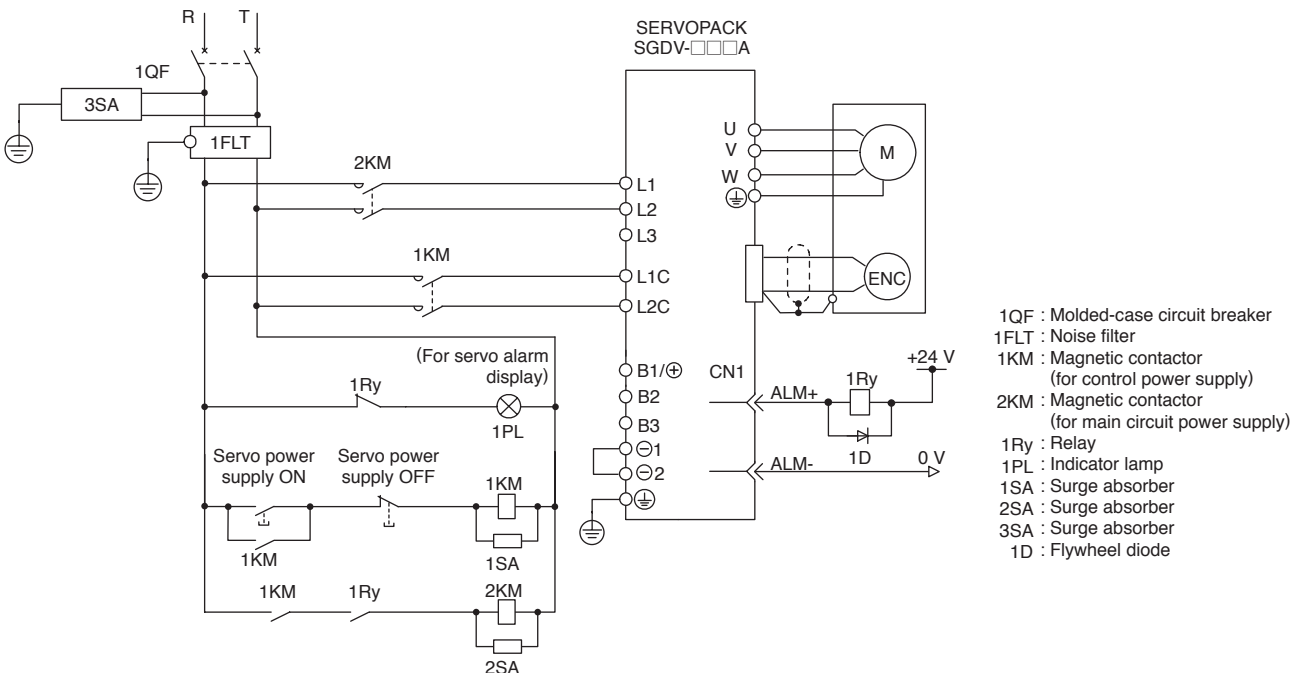 R T
SERVOPACK
SGDV-□□□A
1QF
3SA
1FLT
2KM
L1
L2
L3
1KM
L1C
L2C
U
V
W
M
ENC
(For servo alarm
display)
1Ry
1PL
B1/⊕
B2
B3
⊖1
⊖2
CN1
ALM+
1Ry
+24 V
1D
ALM-
0 V
Servo power
supply ON
Servo power
supply OFF
1KM
1KM
1SA
1KM
1Ry
2KM
2SA
1QF : Molded-case circuit breaker
1FLT : Noise filter
1KM : Magnetic contactor
(for control power supply)
2KM : Magnetic contactor
(for main circuit power supply)
1Ry : Relay
1PL : Indicator lamp
1SA : Surge absorber
2SA : Surge absorber
3SA : Surge absorber
1D : Flywheel diode